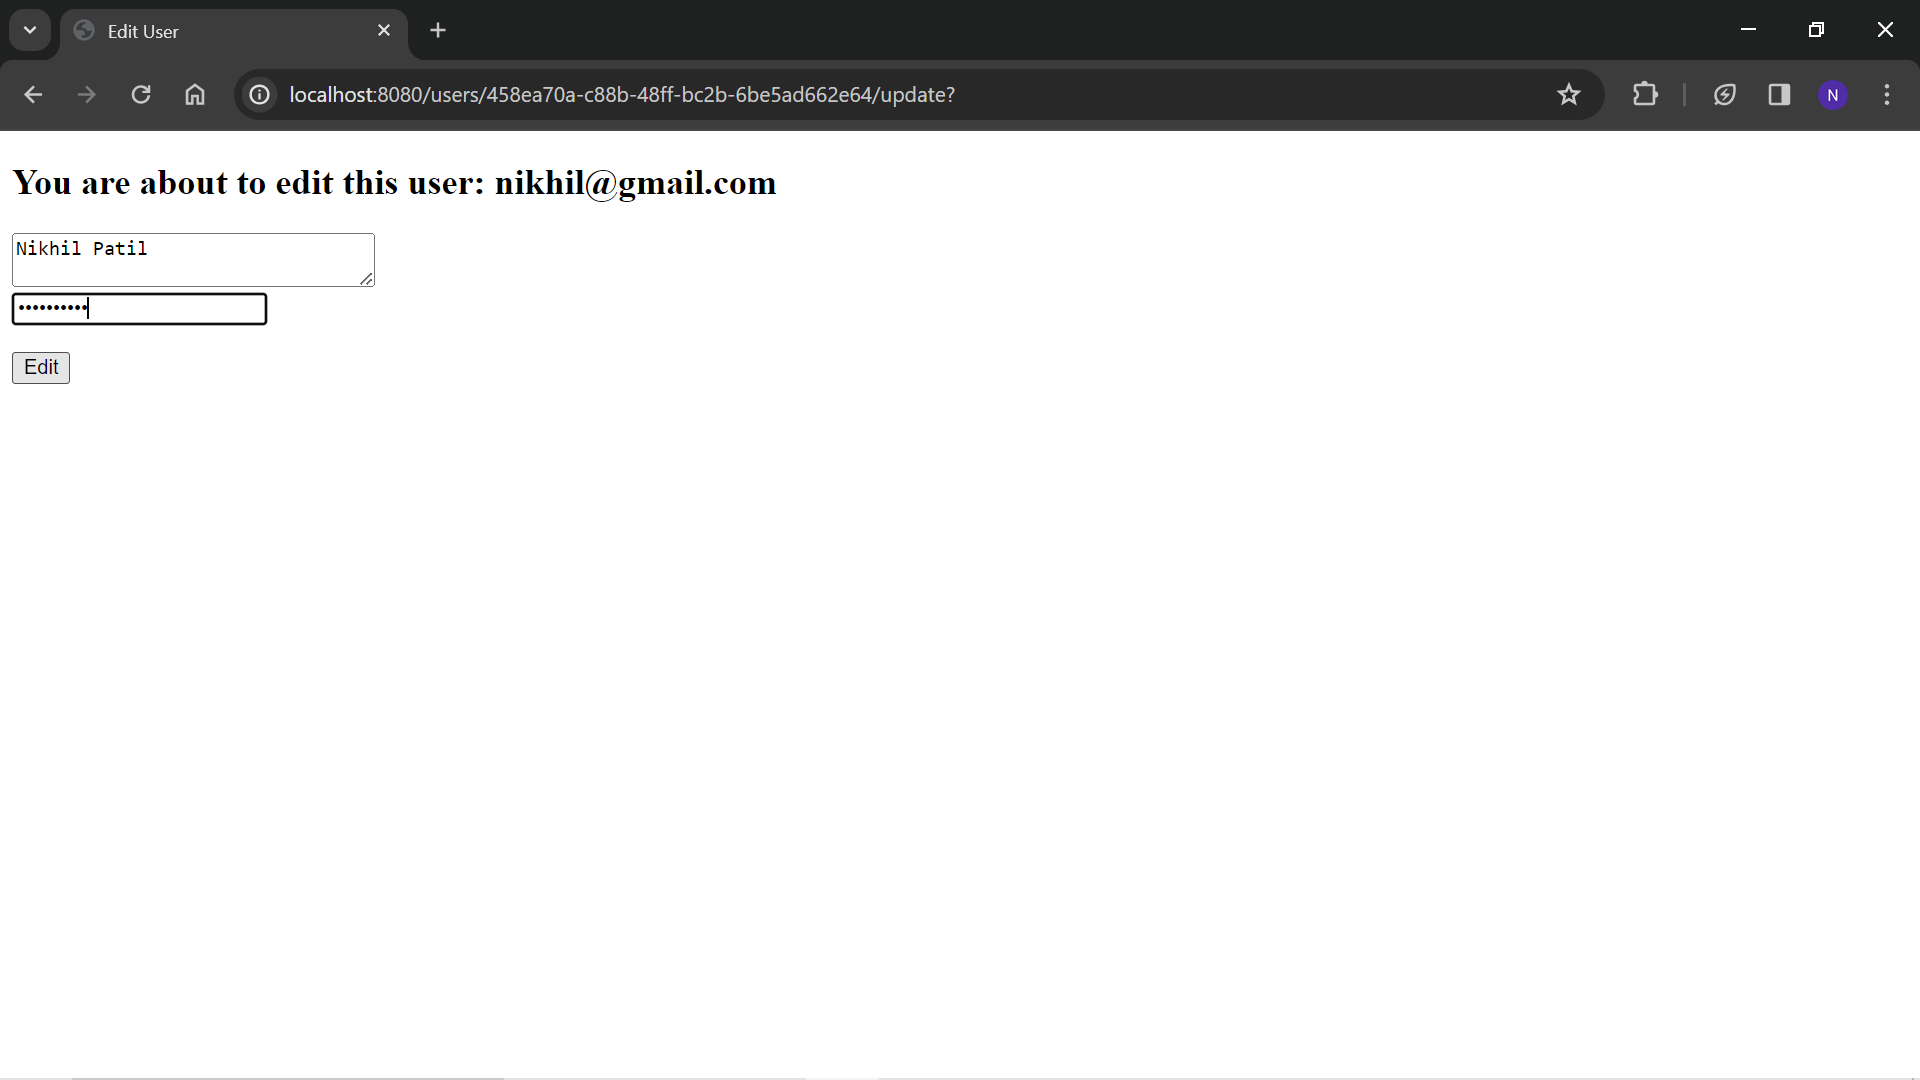 Edit User
localhost:8080/users/458ea70a-c88b-48ff-bc2b-6be5ad662e64/update?
N
You are about to edit this user: nikhil@gmail.com
Nikhil Patil
••••••••••
Edit